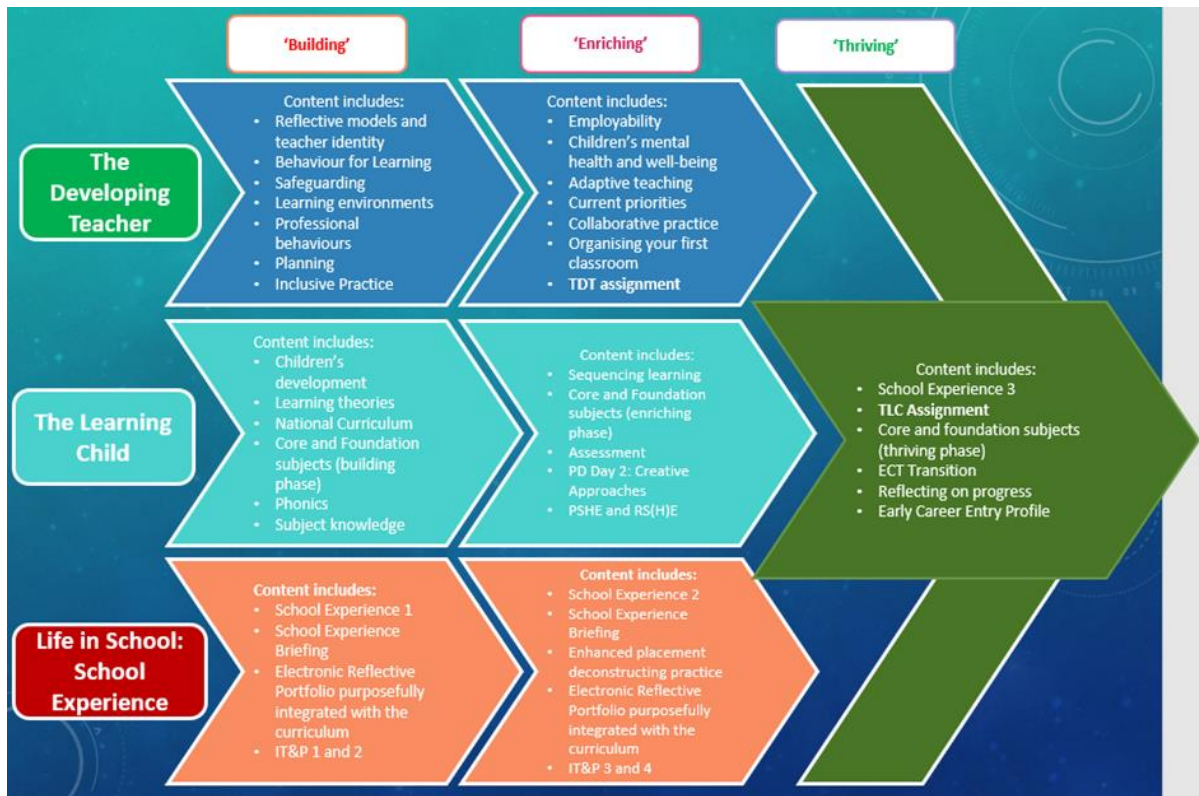 ‘Building’
‘Enriching’
‘Thriving’
The
Developing
Teacher
Content includes:
• Reflective models and
teacher identity
• Behaviour for Learning
• Safeguarding
• Learning environments
• Professional
behaviours
• Planning
• Inclusive Practice
Content includes:
• Employability
• Children’s mental
health and well-being
• Adaptive teaching
• Current priorities
• Collaborative practice
• Organising your first
classroom
• TDT assignment
The Learning
Child
Content includes:
• Children’s
development
• Learning theories
• National Curriculum
• Core and Foundation
subjects (building
phase)
• Phonics
• Subject knowledge
Content includes:
• Sequencing learning
• Core and Foundation
subjects (enriching
phase)
• Assessment
• PD Day 2: Creative
Approaches
• PSHE and RS(H)E
Content includes:
• School Experience 3
• TLC Assignment
• Core and foundation subjects
(thriving phase)
• ECT Transition
• Reflecting on progress
• Early Career Entry Profile
Life in School:
School
Experience
Content includes:
• School Experience 1
• School Experience
Briefing
• Electronic Reflective
Portfolio purposefully
integrated with the
curriculum
• IT&P 1 and 2
Content includes:
• School Experience 2
• School Experience
Briefing
• Enhanced placement
deconstructing practice
• Electronic Reflective
Portfolio purposefully
integrated with the
curriculum
• IT&P 3 and 4